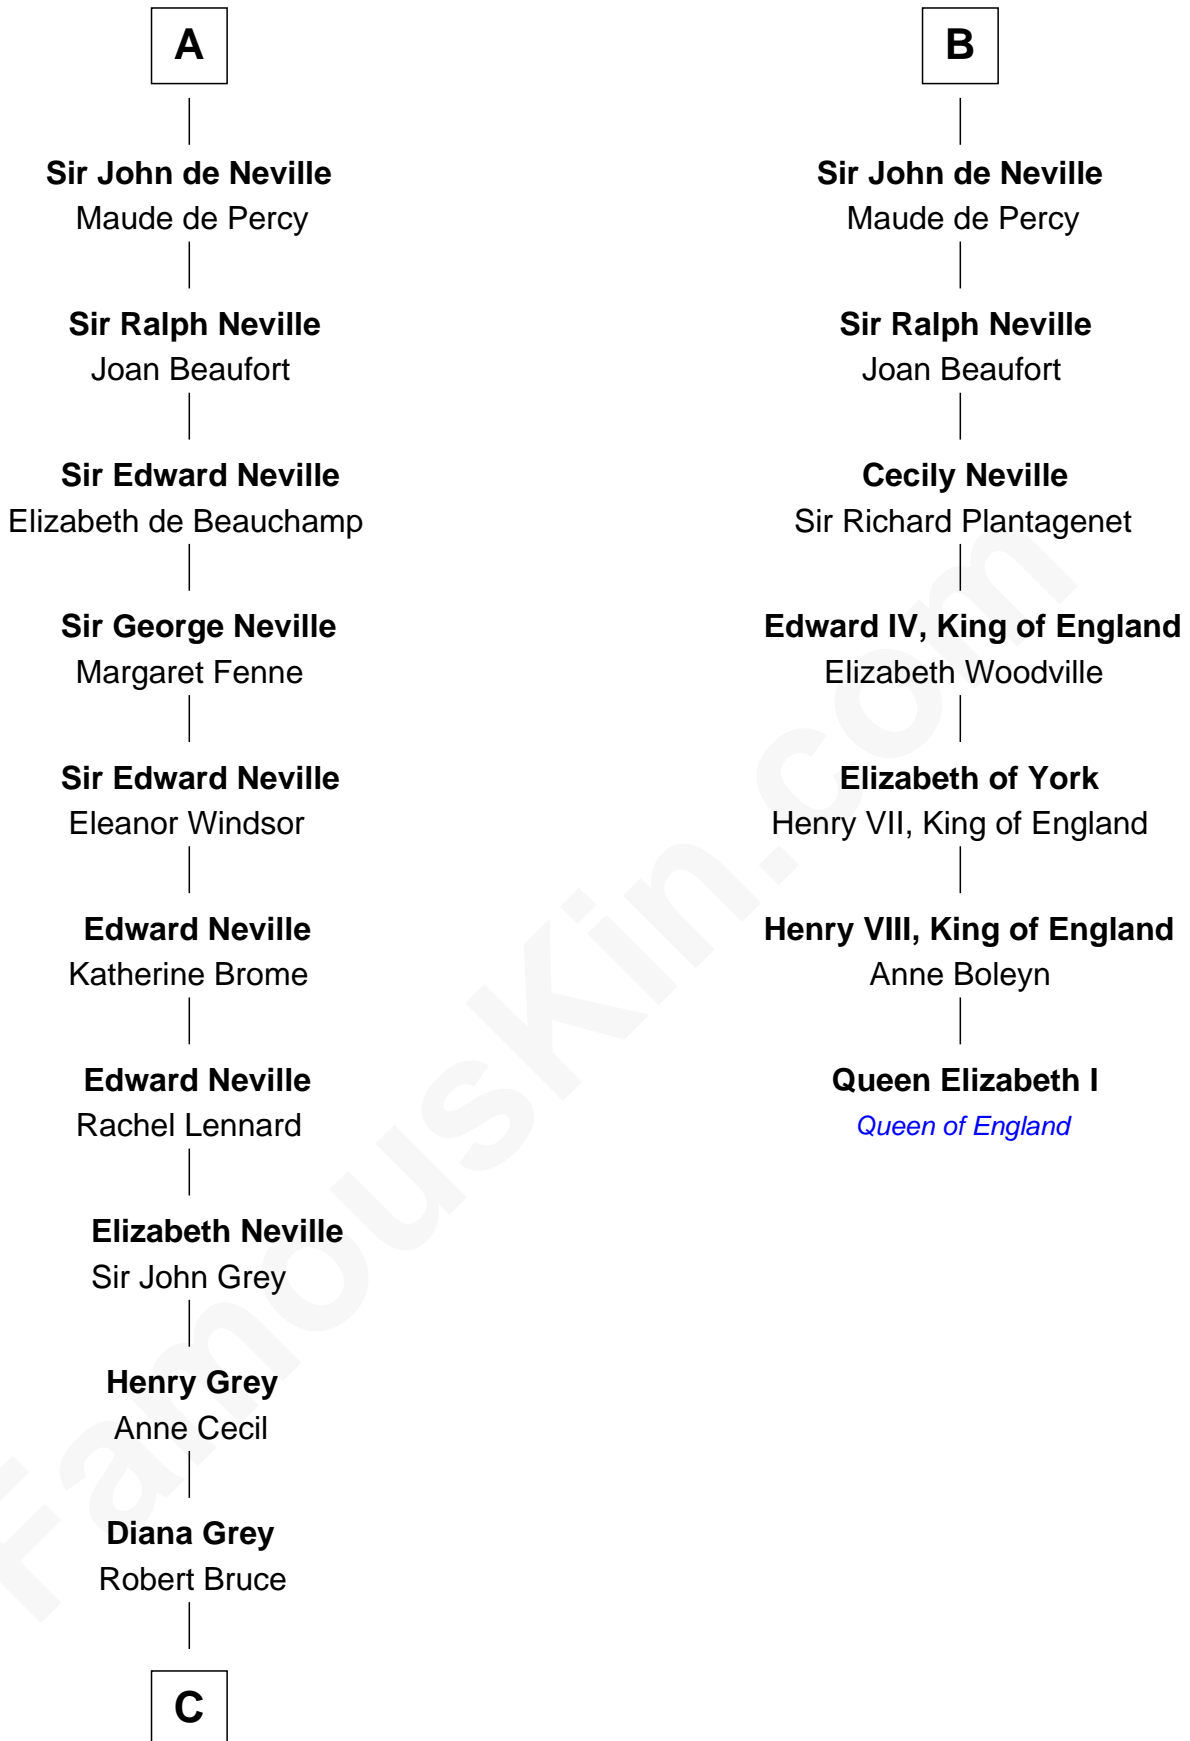 A
Sir John de Neville
Maude de Percy
Sir Ralph Neville
Joan Beaufort
Sir Edward Neville
Elizabeth de Beauchamp
Sir George Neville
Margaret Fenne
Sir Edward Neville
Eleanor Windsor
Edward Neville
Katherine Brome
Edward Neville
Rachel Lennard
Elizabeth Neville
Sir John Grey
Henry Grey
Anne Cecil
Diana Grey
Robert Bruce
C
B
Sir John de Neville
Maude de Percy
Sir Ralph Neville
Joan Beaufort
Cecily Neville
Sir Richard Plantagenet
Edward IV, King of England
Elizabeth Woodville
Elizabeth of York
Henry VII, King of England
Henry VIII, King of England
Anne Boleyn
Queen Elizabeth I
Queen of England
FamousKin.com